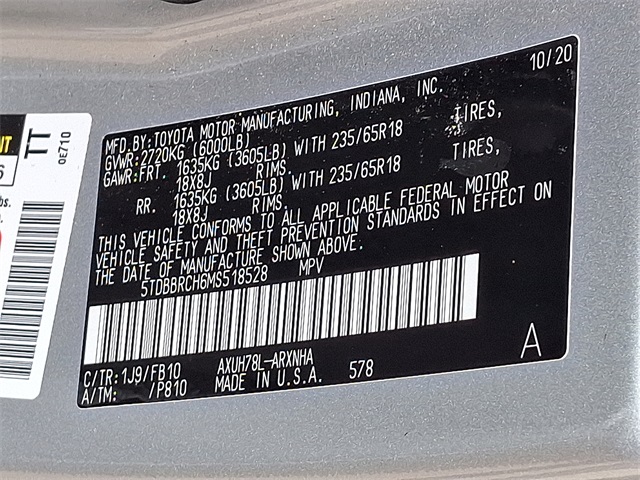 10/20
MFD.BY:TOYOTA MOTOR MANUFACTURING, INDIANA, INC.
GVWR:2720KG (6000LB)
GAWR:FRT. 1635KG (3605LB) WITH 235/65R18 TIRES,
18X8J RIMS.
RR. 1635KG (3605LB) WITH 235/65R18 TIRES,
18X8J RIMS.
THIS VEHICLE CONFORMS TO ALL APPLICABLE FEDERAL MOTOR
VEHICLE SAFETY AND THEFT PREVENTION STANDARDS IN EFFECT ON
THE DATE OF MANUFACTURE SHOWN ABOVE.
5TDBBRCH6MS518528 MPV
C/TR:1J9/FB10 AXUH78L-ARXNHA
A/TM: /P810 MADE IN U.S.A. 578
A
TT
0E710